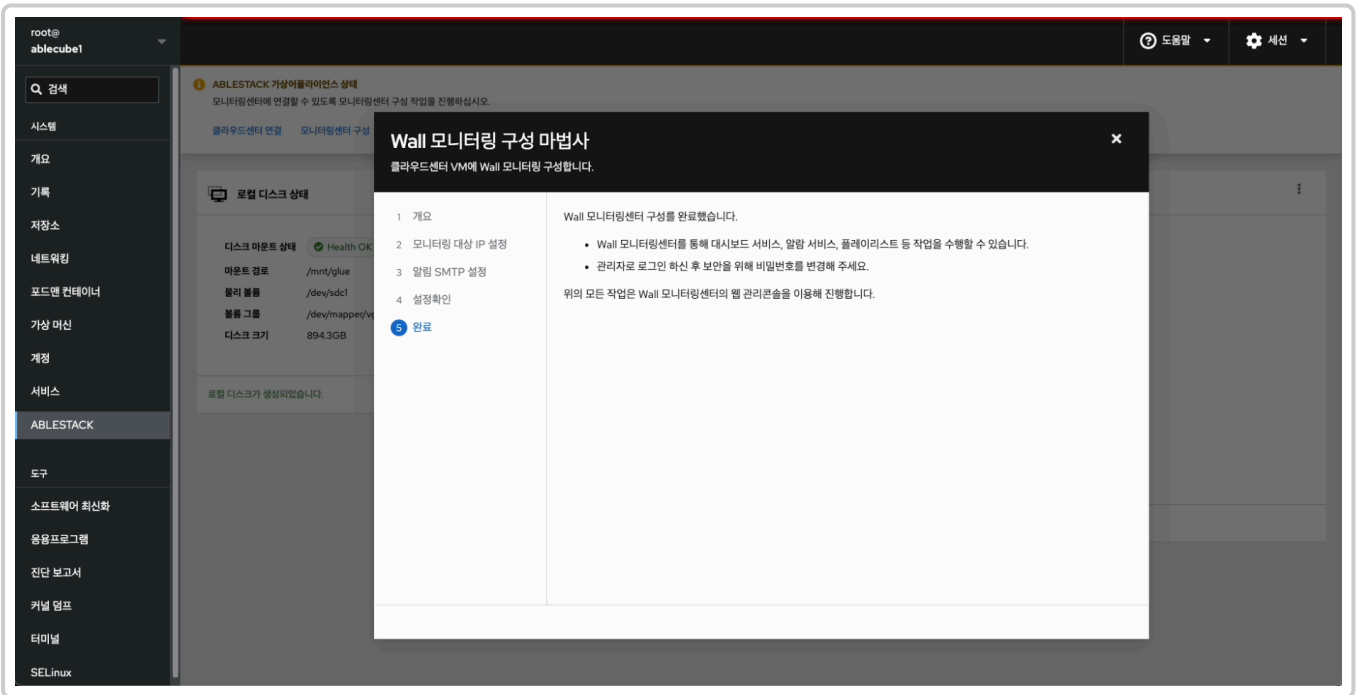 root@
ablecube1
도움말
세션
검색
시스템
개요
기록
저장소
네트워킹
포드맨 컨테이너
가상 머신
계정
서비스
ABLESTACK
도구
소프트웨어 최신화
응용프로그램
진단 보고서
커널 덤프
터미널
SELinux
ABLESTACK 가상어플라이언스 상태
모니터링센터에 연결할 수 있도록 모니터링센터 구성 작업을 진행하십시오.
클라우드센터 연결 모니터링센터 구성
로컬 디스크 상태
디스크 마운트 상태 Health OK
마운트 경로 /mnt/glue
물리 볼륨 /dev/sdc1
볼륨 그룹 /dev/mapper/vg
디스크 크기 894.3GB
로컬 디스크가 생성되었습니다.
Wall 모니터링 구성 마법사
클라우드센터 VM에 Wall 모니터링 구성합니다.
1 개요
2 모니터링 대상 IP 설정
3 알림 SMTP 설정
4 설정확인
5 완료
Wall 모니터링센터 구성를 완료했습니다.
• Wall 모니터링센터를 통해 대시보드 서비스, 알람 서비스, 플레이리스트 등 작업을 수행할 수 있습니다.
• 관리자로 로그인 하신 후 보안을 위해 비밀번호를 변경해 주세요.
위의 모든 작업은 Wall 모니터링센터의 웹 관리콘솔을 이용해 진행합니다.